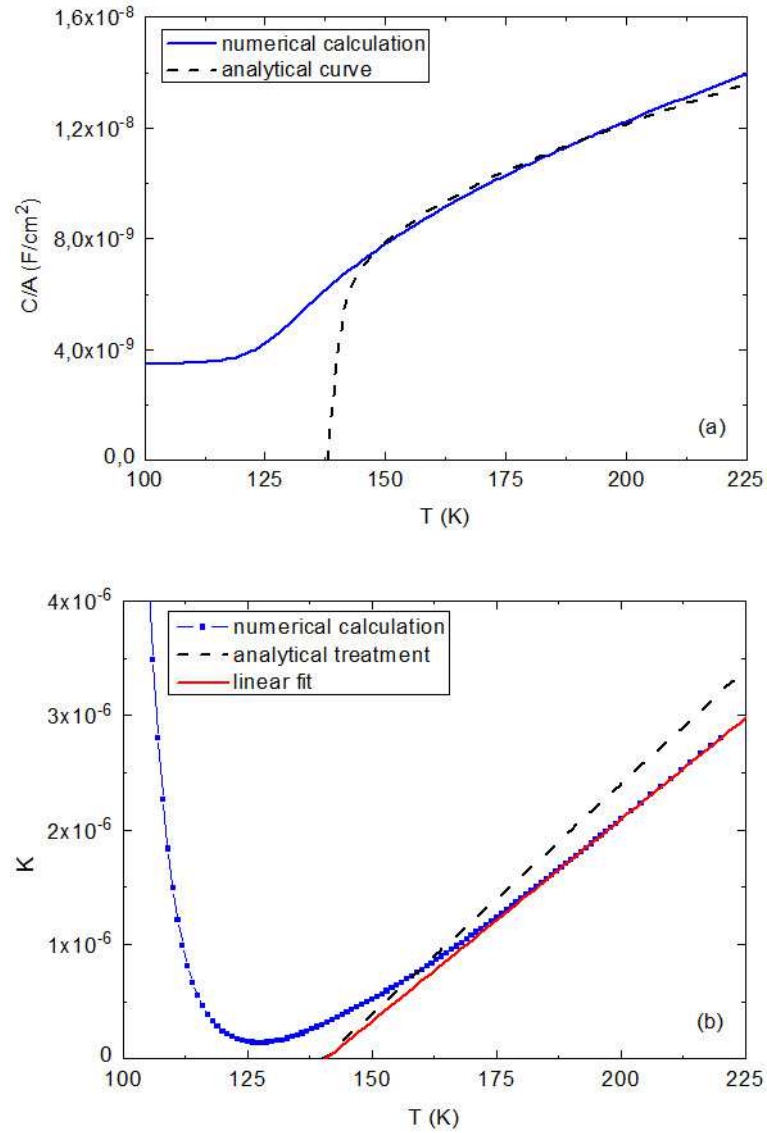 1,6x10-8
numerical calculation
analytical curve
1,2x10-8
8,0x10-9
C/A (F/cm2)
4,0x10-9
(a)
0,0
100 125 150 175 200 225
T (K)
4x10-6
numerical calculation
analytical treatment
linear fit
3x10-6
2x10-6
K
1x10-6
(b)
0
100 125 150 175 200 225
T (K)